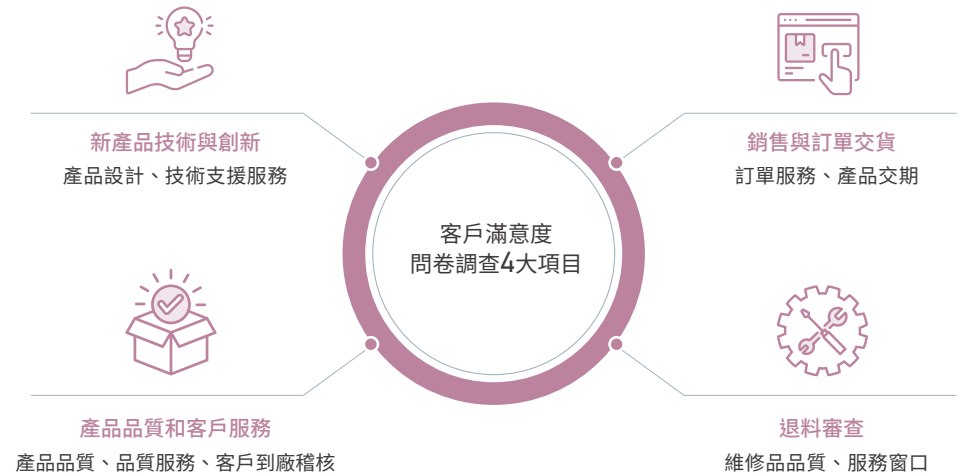 新產品技術與創新
產品設計、技術支援服務
銷售與訂單交貨
訂單服務、產品交期
客戶滿意度
問卷調查4大項目
產品品質和客戶服務
產品品質、品質服務、客戶到廠稽核
退料審查
維修品品質、服務窗口